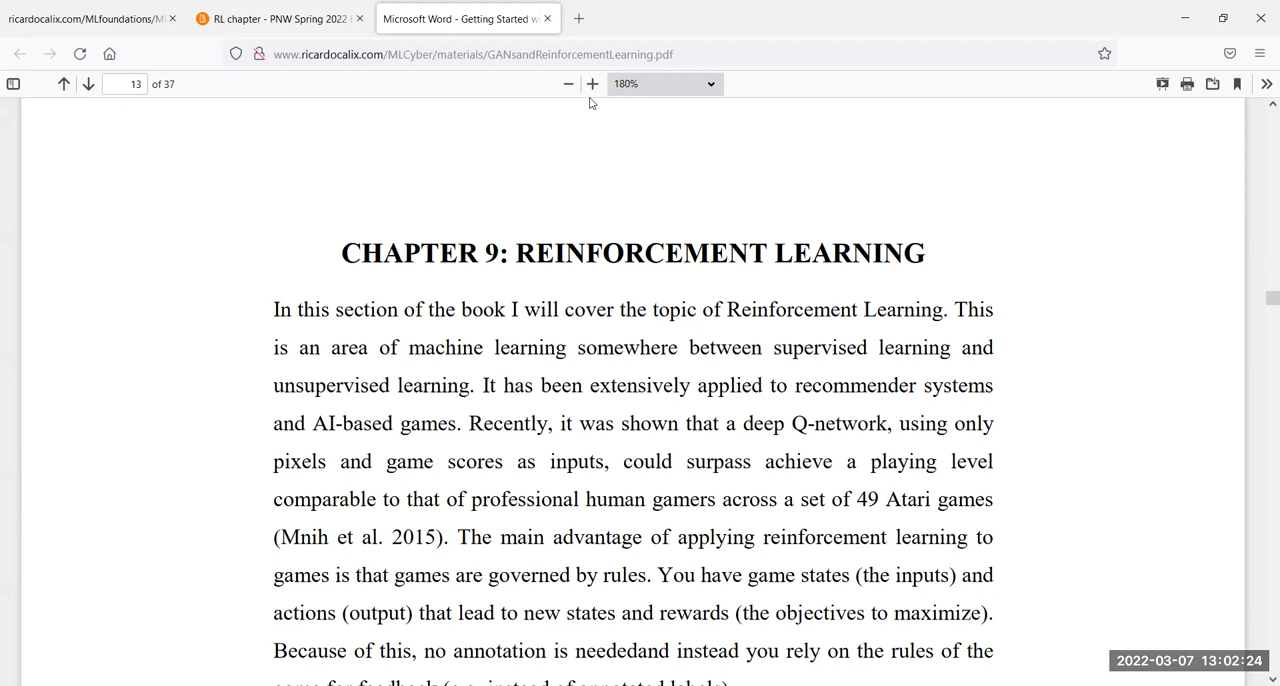 ricardocalix.com/MLfoundations/
RL chapter - PNW Spring 2022
Microsoft Word - Getting Started
www.ricardocalix.com/MLCyber/materials/GANsandReinforcementLearning.pdf
13 of 37
180%
CHAPTER 9: REINFORCEMENT LEARNING
In this section of the book I will cover the topic of Reinforcement Learning. This
is an area of machine learning somewhere between supervised learning and
unsupervised learning. It has been extensively applied to recommender systems
and AI-based games. Recently, it was shown that a deep Q-network, using only
pixels and game scores as inputs, could surpass achieve a playing level
comparable to that of professional human gamers across a set of 49 Atari games
(Mnih et al. 2015). The main advantage of applying reinforcement learning to
games is that games are governed by rules. You have game states (the inputs) and
actions (output) that lead to new states and rewards (the objectives to maximize).
Because of this, no annotation is neededand instead you rely on the rules of the
2022-03-07 13:02:24